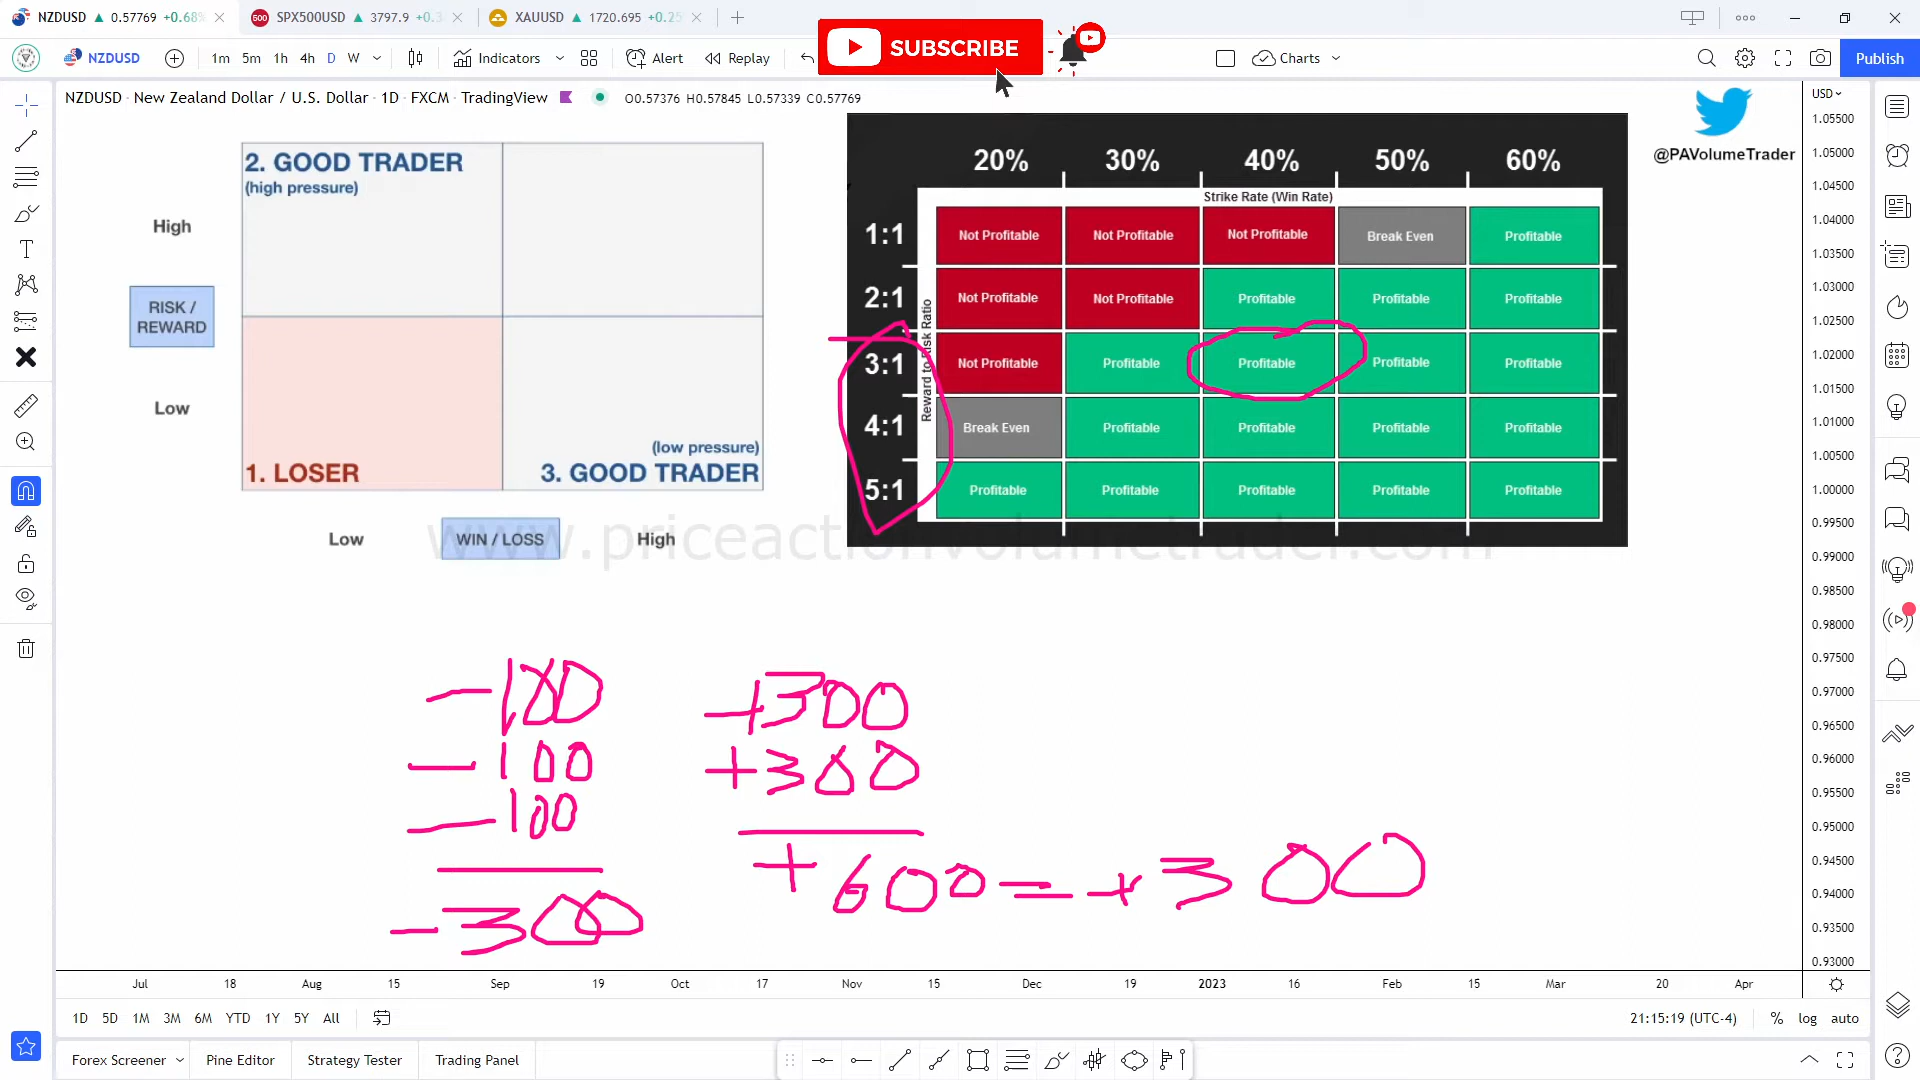 NZDUSD ▲ 0.57769 +0.68%
SPX500USD ▲ 3797.9
XAUUSD ▲ 1720.695
SUBSCRIBE
NZDUSD
1m 5m 1h 4h D W
Indicators
Alert
Replay
Charts
Publish
NZDUSD · New Zealand Dollar / U.S. Dollar · 1D · FXCM · TradingView
O0.57376 H0.57845 L0.57339 C0.57769
USD
@PAVolumeTrader
2. GOOD TRADER
(high pressure)
High
RISK /
REWARD
Low
1. LOSER
(low pressure)
3. GOOD TRADER
Low
WIN / LOSS
High
20% 30% 40% 50% 60%
Strike Rate (Win Rate)
Reward to Risk Ratio
1:1 Not Profitable Not Profitable Not Profitable Break Even Profitable
2:1 Not Profitable Not Profitable Profitable Profitable Profitable
3:1 Not Profitable Profitable Profitable Profitable Profitable
4:1 Break Even Profitable Profitable Profitable Profitable
5:1 Profitable Profitable Profitable Profitable Profitable
www.priceactionvolumetrader.com
-100
-100
-100
-300
+300
+300
+600=+300
1.05500
1.05000
1.04500
1.04000
1.03500
1.03000
1.02500
1.02000
1.01500
1.01000
1.00500
1.00000
0.99500
0.99000
0.98500
0.98000
0.97500
0.97000
0.96500
0.96000
0.95500
0.95000
0.94500
0.94000
0.93500
0.93000
Jul 18 Aug 15 Sep 19 Oct 17 Nov 15 Dec 19 2023 16 Feb 15 Mar 20 Apr
1D 5D 1M 3M 6M YTD 1Y 5Y All
21:15:19 (UTC-4) % log auto
Forex Screener
Pine Editor
Strategy Tester
Trading Panel